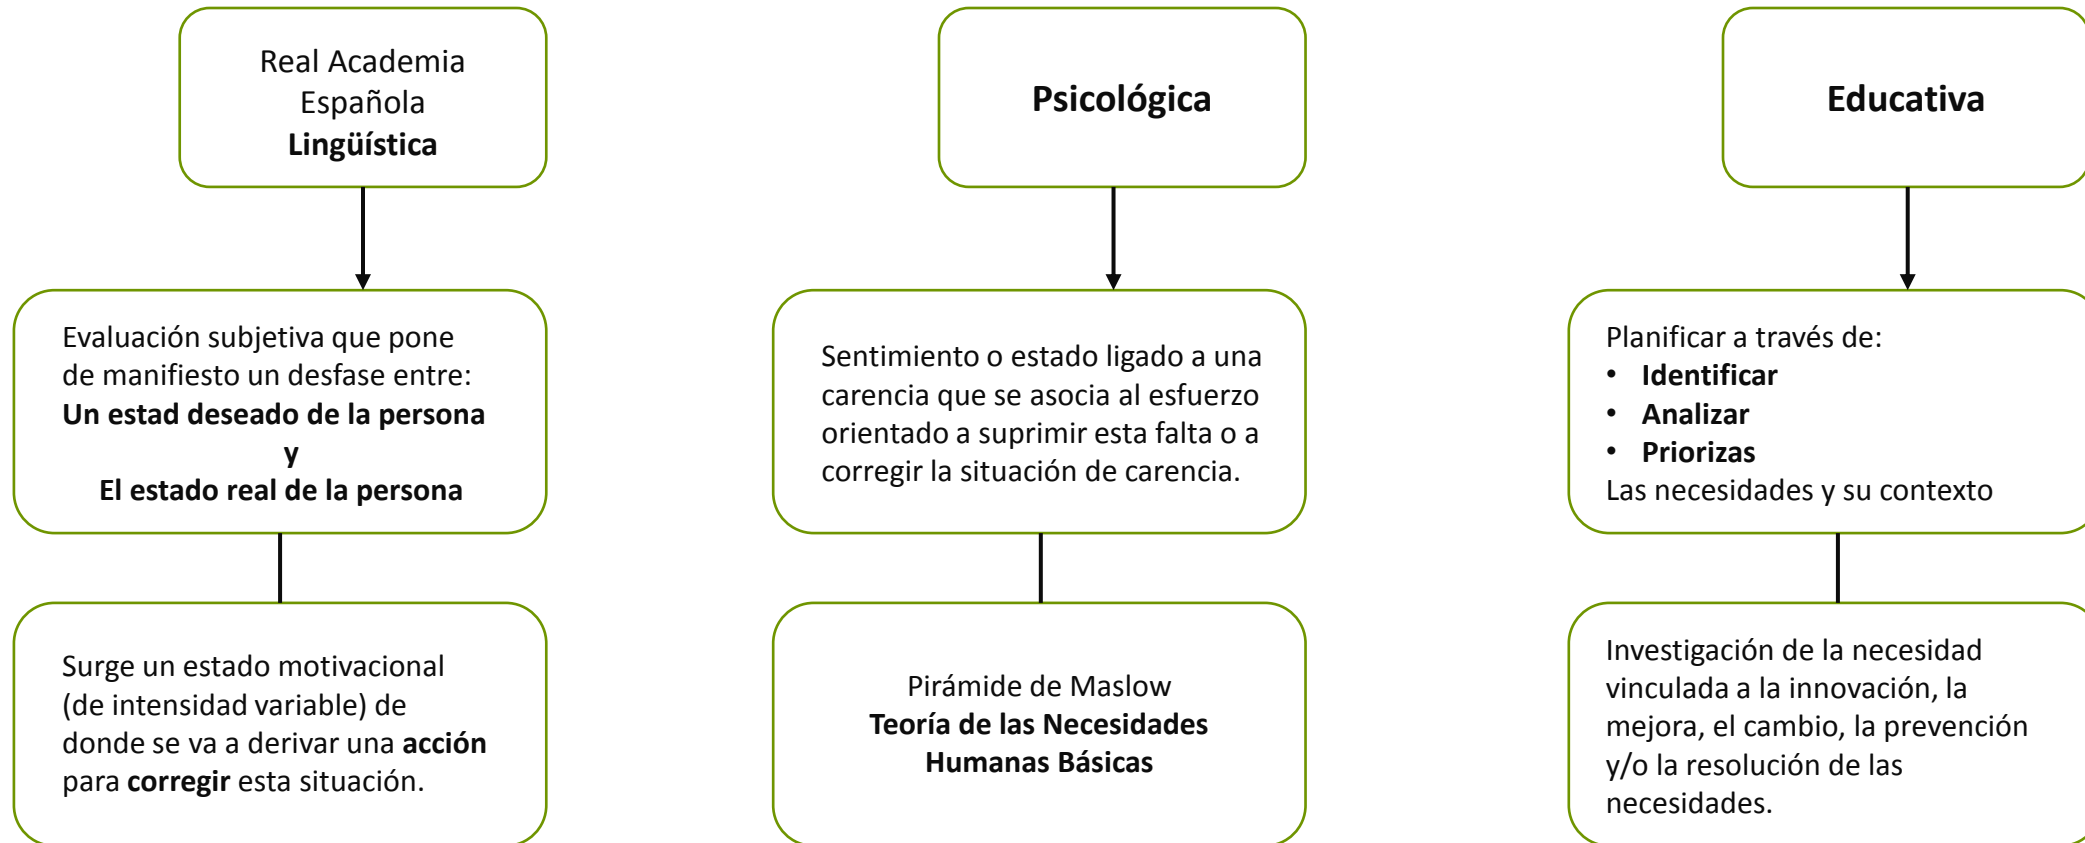 Real Academia
Española
Lingüística
Psicológica
Educativa
Evaluación subjetiva que pone
de manifiesto un desfase entre:
Un estad deseado de la persona
y
El estado real de la persona
Sentimiento o estado ligado a una
carencia que se asocia al esfuerzo
orientado a suprimir esta falta o a
corregir la situación de carencia.
Planificar a través de:
• Identificar
• Analizar
• Priorizas
Las necesidades y su contexto
Surge un estado motivacional
(de intensidad variable) de
donde se va a derivar una acción
para corregir esta situación.
Pirámide de Maslow
Teoría de las Necesidades
Humanas Básicas
Investigación de la necesidad
vinculada a la innovación, la
mejora, el cambio, la prevención
y/o la resolución de las
necesidades.